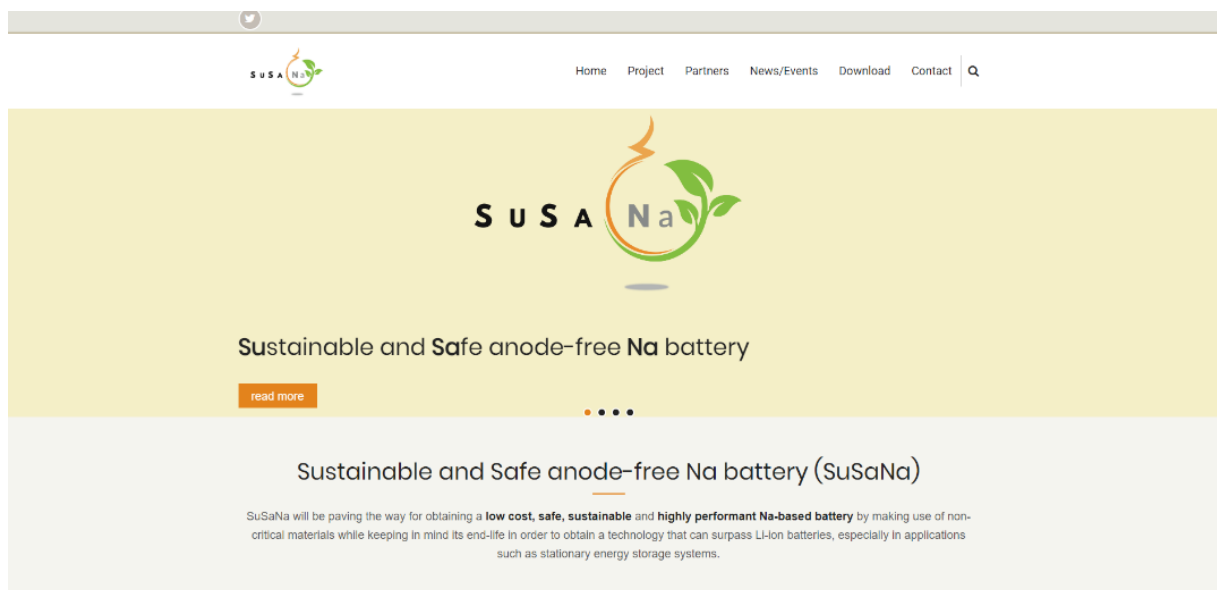 SuSA Na
Home Project Partners News/Events Download Contact
SuSA Na
Sustainable and Safe anode-free Na battery
read more
Sustainable and Safe anode-free Na battery (SuSaNa)
SuSaNa will be paving the way for obtaining a low cost, safe, sustainable and highly performant Na-based battery by making use of non-
critical materials while keeping in mind its end-life in order to obtain a technology that can surpass Li-ion batteries, especially in applications
such as stationary energy storage systems.